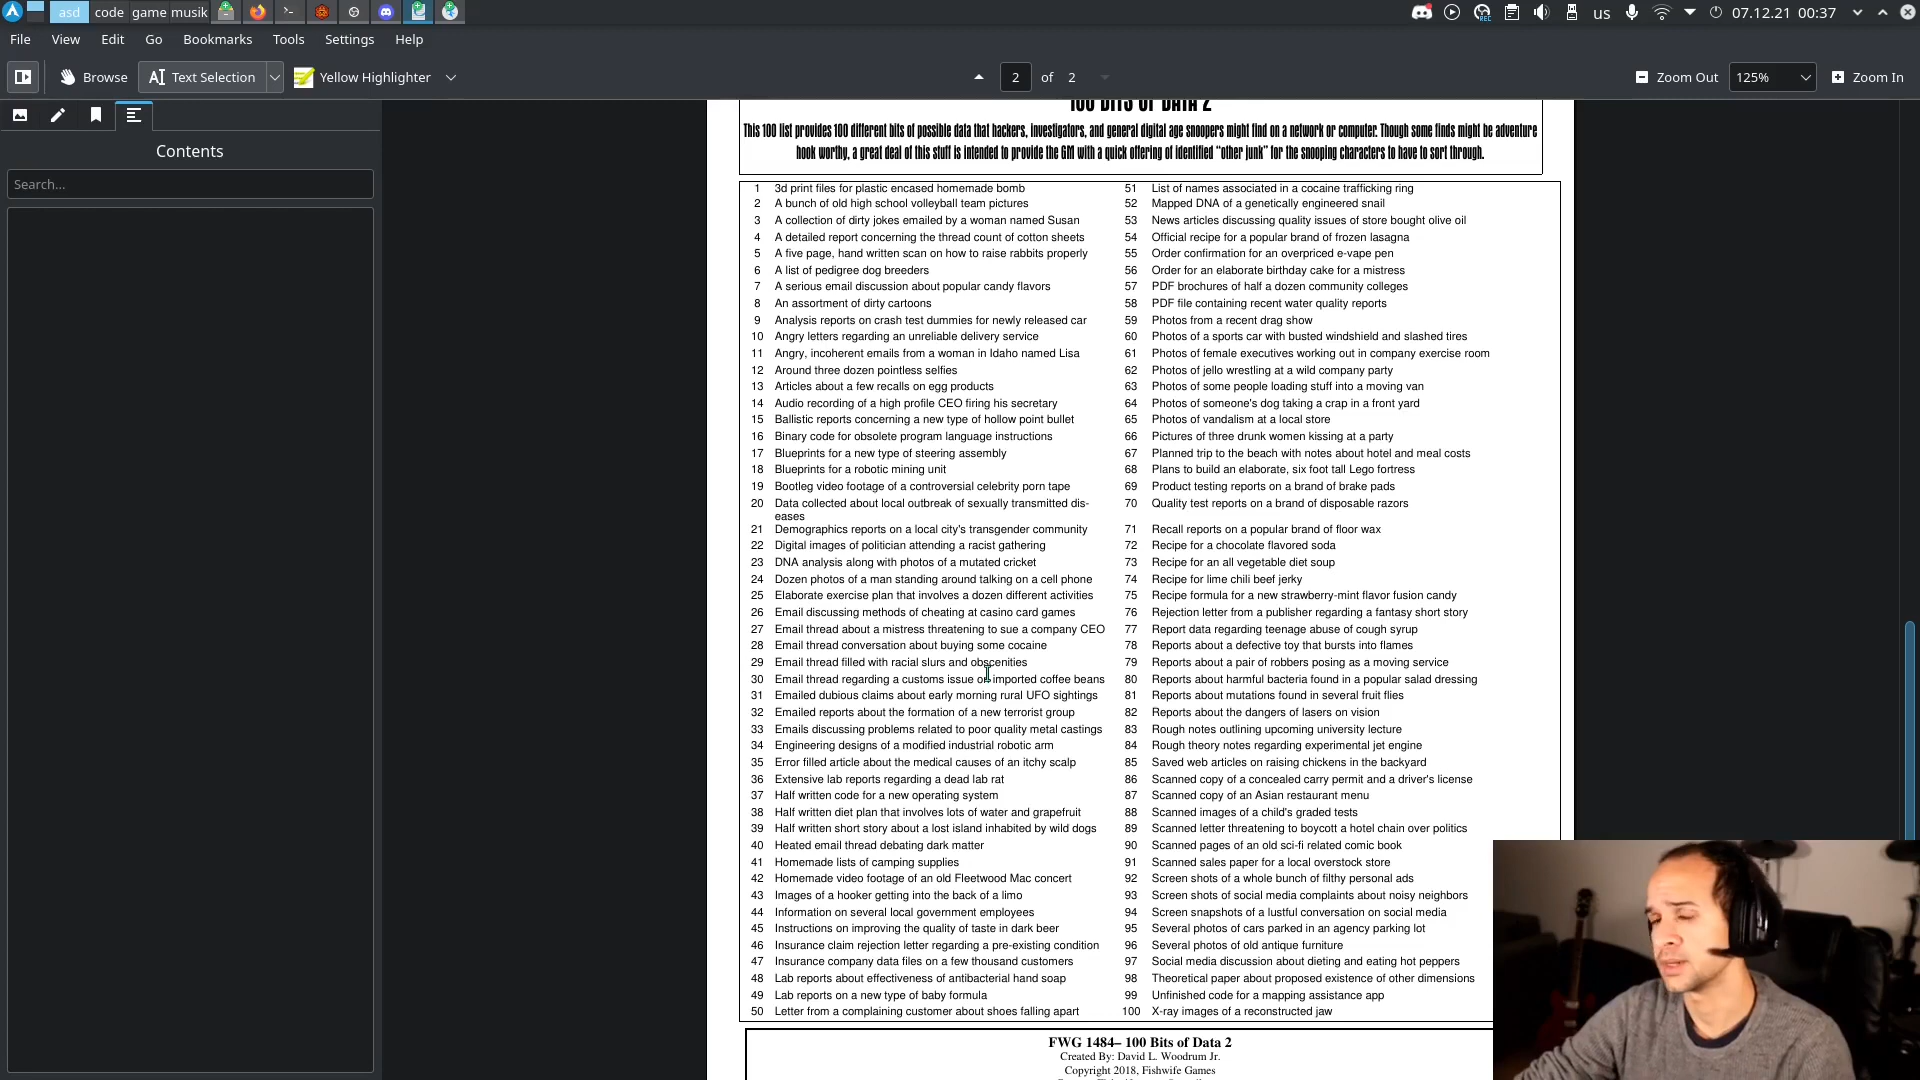 asd code game musik us 07.12.21 00:37
File View Edit Go Bookmarks Tools Settings Help
Browse Text Selection Yellow Highlighter 2 of 2 Zoom Out 125% Zoom In
Contents
Search...
100 BITS OF DATA 2
This 100 list provides 100 different bits of possible data that hackers, investigators, and general digital age snoopers might find on a network or computer. Though some finds might be adventure
hook worthy, a great deal of this stuff is intended to provide the GM with a quick offering of identified "other junk" for the snooping characters to have to sort through.
1 3d print files for plastic encased homemade bomb
2 A bunch of old high school volleyball team pictures
3 A collection of dirty jokes emailed by a woman named Susan
4 A detailed report concerning the thread count of cotton sheets
5 A five page, hand written scan on how to raise rabbits properly
6 A list of pedigree dog breeders
7 A serious email discussion about popular candy flavors
8 An assortment of dirty cartoons
9 Analysis reports on crash test dummies for newly released car
10 Angry letters regarding an unreliable delivery service
11 Angry, incoherent emails from a woman in Idaho named Lisa
12 Around three dozen pointless selfies
13 Articles about a few recalls on egg products
14 Audio recording of a high profile CEO firing his secretary
15 Ballistic reports concerning a new type of hollow point bullet
16 Binary code for obsolete program language instructions
17 Blueprints for a new type of steering assembly
18 Blueprints for a robotic mining unit
19 Bootleg video footage of a controversial celebrity porn tape
20 Data collected about local outbreak of sexually transmitted dis-
eases
21 Demographics reports on a local city's transgender community
22 Digital images of politician attending a racist gathering
23 DNA analysis along with photos of a mutated cricket
24 Dozen photos of a man standing around talking on a cell phone
25 Elaborate exercise plan that involves a dozen different activities
26 Email discussing methods of cheating at casino card games
27 Email thread about a mistress threatening to sue a company CEO
28 Email thread conversation about buying some cocaine
29 Email thread filled with racial slurs and obscenities
30 Email thread regarding a customs issue on imported coffee beans
31 Emailed dubious claims about early morning rural UFO sightings
32 Emailed reports about the formation of a new terrorist group
33 Emails discussing problems related to poor quality metal castings
34 Engineering designs of a modified industrial robotic arm
35 Error filled article about the medical causes of an itchy scalp
36 Extensive lab reports regarding a dead lab rat
37 Half written code for a new operating system
38 Half written diet plan that involves lots of water and grapefruit
39 Half written short story about a lost island inhabited by wild dogs
40 Heated email thread debating dark matter
41 Homemade lists of camping supplies
42 Homemade video footage of an old Fleetwood Mac concert
43 Images of a hooker getting into the back of a limo
44 Information on several local government employees
45 Instructions on improving the quality of taste in dark beer
46 Insurance claim rejection letter regarding a pre-existing condition
47 Insurance company data files on a few thousand customers
48 Lab reports about effectiveness of antibacterial hand soap
49 Lab reports on a new type of baby formula
50 Letter from a complaining customer about shoes falling apart
51 List of names associated in a cocaine trafficking ring
52 Mapped DNA of a genetically engineered snail
53 News articles discussing quality issues of store bought olive oil
54 Official recipe for a popular brand of frozen lasagna
55 Order confirmation for an overpriced e-vape pen
56 Order for an elaborate birthday cake for a mistress
57 PDF brochures of half a dozen community colleges
58 PDF file containing recent water quality reports
59 Photos from a recent drag show
60 Photos of a sports car with busted windshield and slashed tires
61 Photos of female executives working out in company exercise room
62 Photos of jello wrestling at a wild company party
63 Photos of some people loading stuff into a moving van
64 Photos of someone's dog taking a crap in a front yard
65 Photos of vandalism at a local store
66 Pictures of three drunk women kissing at a party
67 Planned trip to the beach with notes about hotel and meal costs
68 Plans to build an elaborate, six foot tall Lego fortress
69 Product testing reports on a brand of brake pads
70 Quality test reports on a brand of disposable razors
71 Recall reports on a popular brand of floor wax
72 Recipe for a chocolate flavored soda
73 Recipe for an all vegetable diet soup
74 Recipe for lime chili beef jerky
75 Recipe formula for a new strawberry-mint flavor fusion candy
76 Rejection letter from a publisher regarding a fantasy short story
77 Report data regarding teenage abuse of cough syrup
78 Reports about a defective toy that bursts into flames
79 Reports about a pair of robbers posing as a moving service
80 Reports about harmful bacteria found in a popular salad dressing
81 Reports about mutations found in several fruit flies
82 Reports about the dangers of lasers on vision
83 Rough notes outlining upcoming university lecture
84 Rough theory notes regarding experimental jet engine
85 Saved web articles on raising chickens in the backyard
86 Scanned copy of a concealed carry permit and a driver's license
87 Scanned copy of an Asian restaurant menu
88 Scanned images of a child's graded tests
89 Scanned letter threatening to boycott a hotel chain over politics
90 Scanned pages of an old sci-fi related comic book
91 Scanned sales paper for a local overstock store
92 Screen shots of a whole bunch of filthy personal ads
93 Screen shots of social media complaints about noisy neighbors
94 Screen snapshots of a lustful conversation on social media
95 Several photos of cars parked in an agency parking lot
96 Several photos of old antique furniture
97 Social media discussion about dieting and eating hot peppers
98 Theoretical paper about proposed existence of other dimensions
99 Unfinished code for a mapping assistance app
100 X-ray images of a reconstructed jaw
FWG 1484– 100 Bits of Data 2
Created By: David L. Woodrum Jr.
Copyright 2018, Fishwife Games